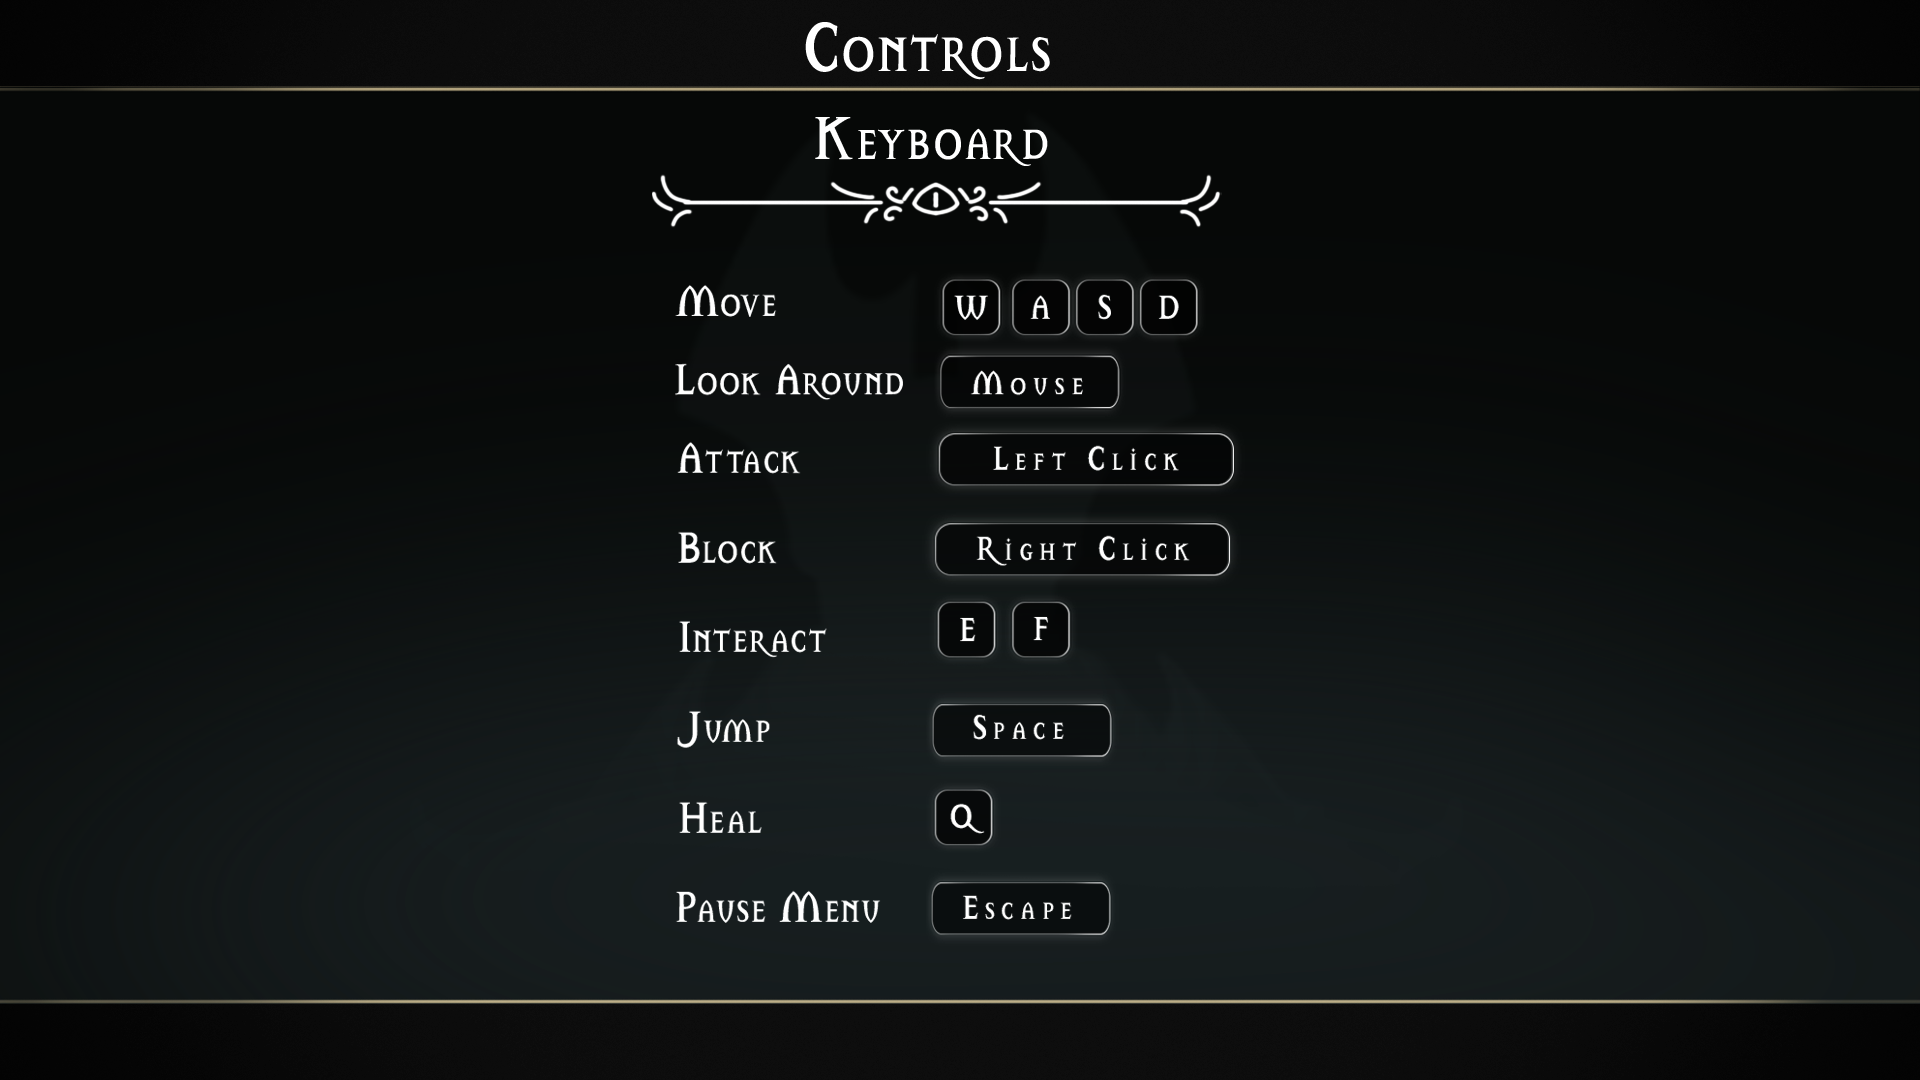 Controls
Keyboard
Move W A S D
Look Around Mouse
Attack Left Click
Block Right Click
Interact E F
Jump Space
Heal Q
Pause Menu Escape